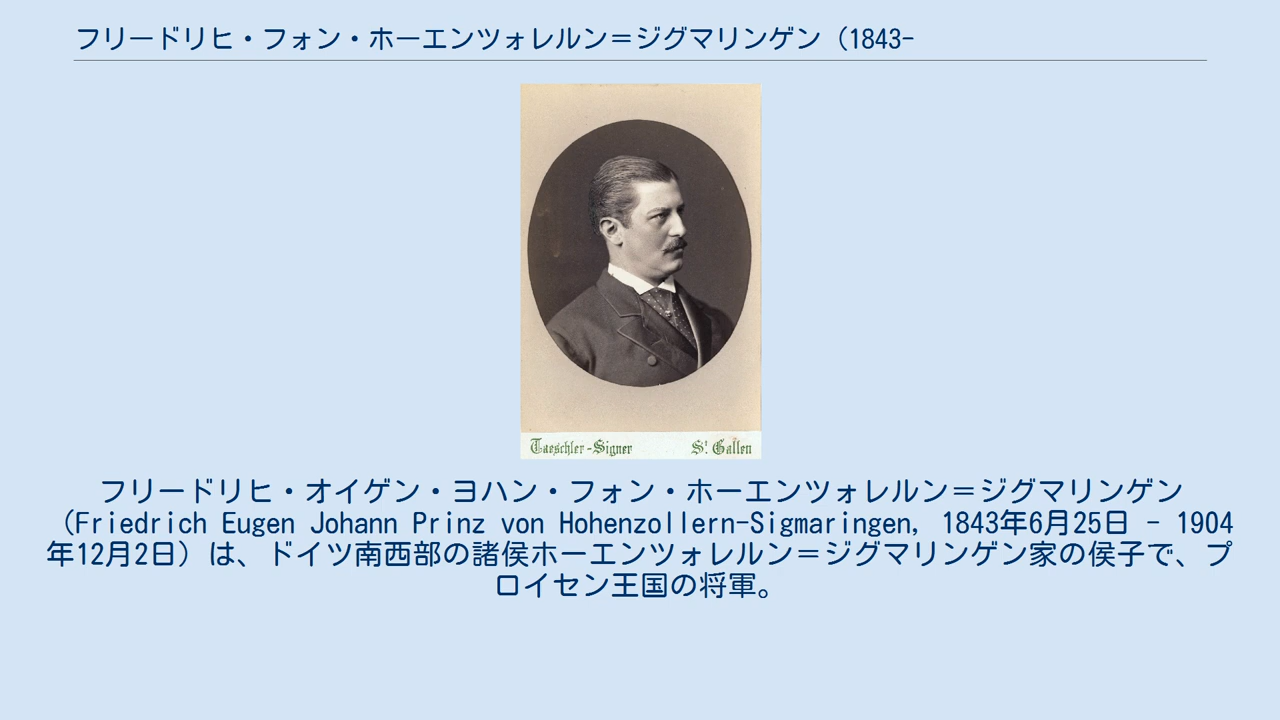 フリードリヒ・フォン・ホーエンツォレルン＝ジグマリンゲン（1843-
Taeschler-Signer St Gallen
フリードリヒ・オイゲン・ヨハン・フォン・ホーエンツォレルン＝ジグマリンゲン
（Friedrich Eugen Johann Prinz von Hohenzollern-Sigmaringen, 1843年6月25日 - 1904
年12月2日）は、ドイツ南西部の諸侯ホーエンツォレルン＝ジグマリンゲン家の侯子で、プ
ロイセン王国の将軍。